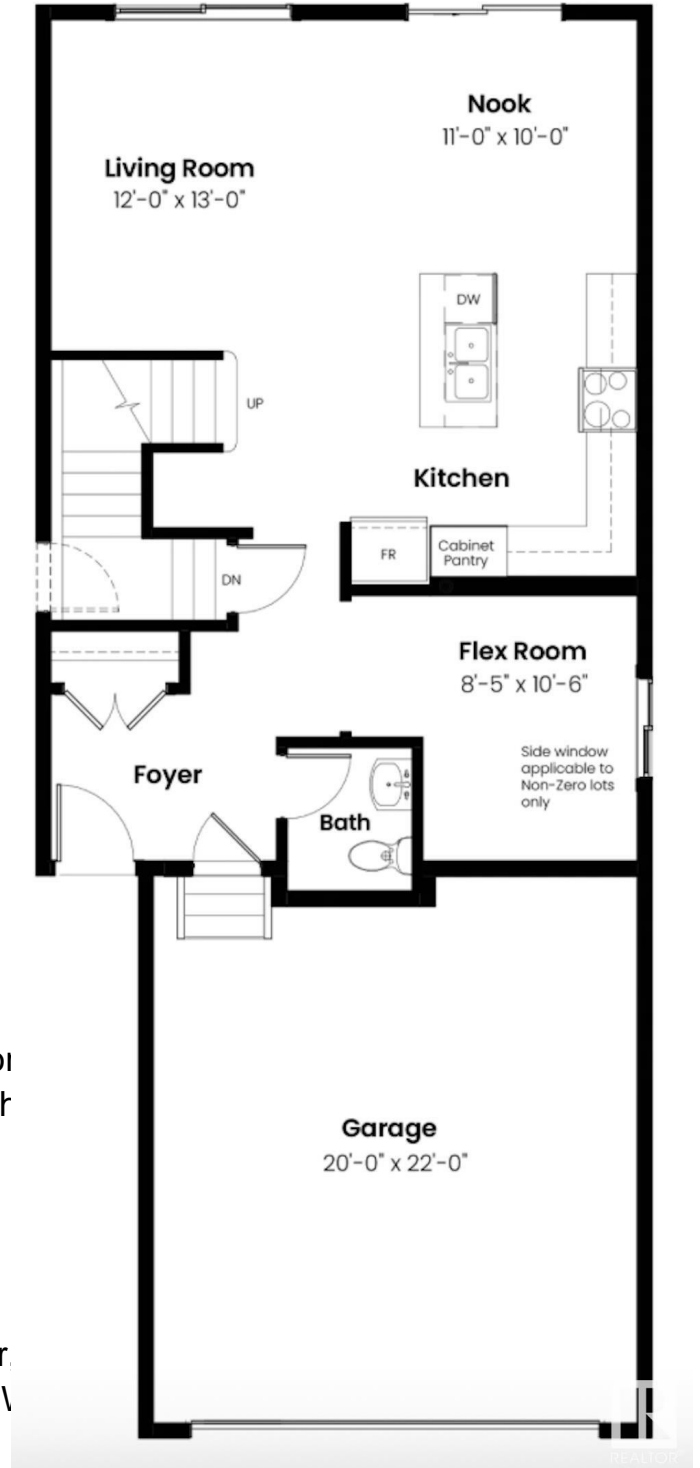 Nook
11'-0" x 10'-0"
Living Room
12'-0" x 13'-0"
DW
UP
Kitchen
FR
Cabinet
Pantry
DN
Flex Room
8'-5" x 10'-6"
Side window
applicable to
Non-Zero lots
only
Foyer
Bath
Garage
20'-0" x 22'-0"
REALTOR